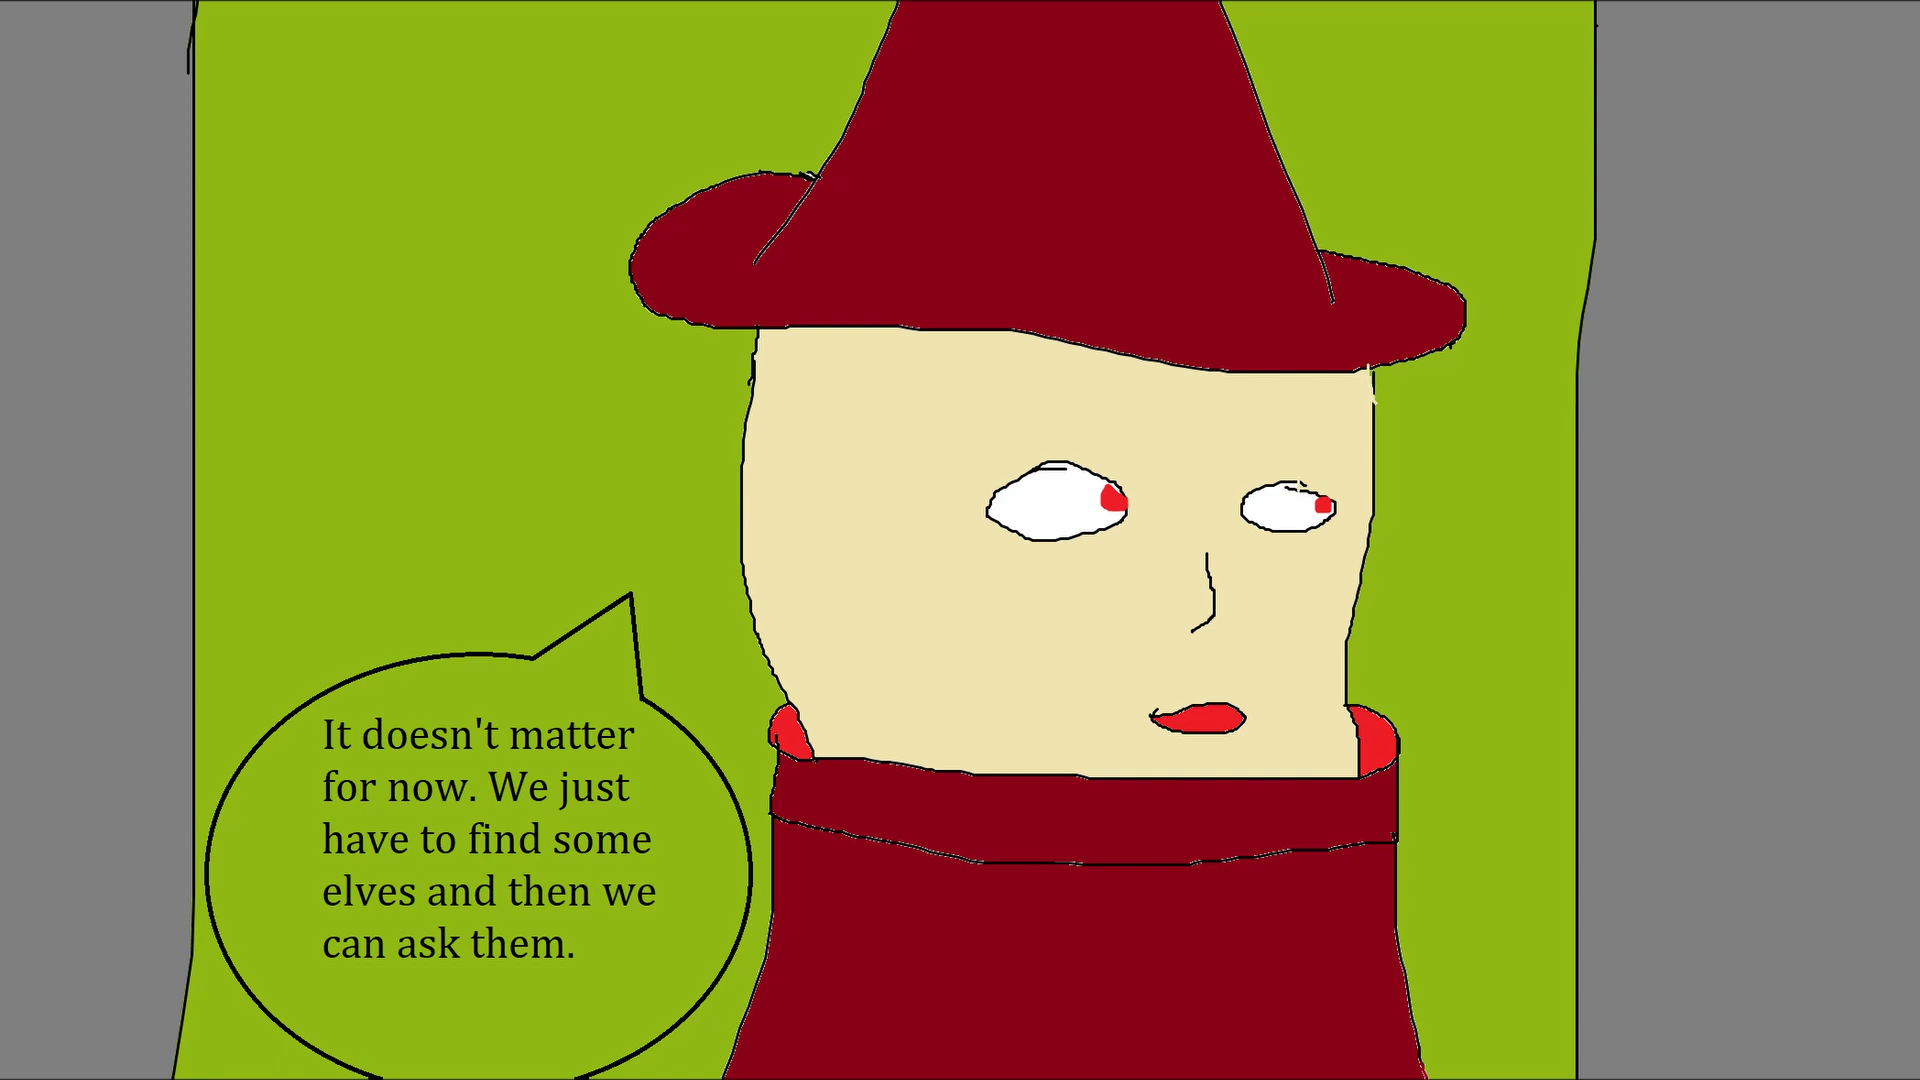 It doesn't matter
for now. We just
have to find some
elves and then we
can ask them.